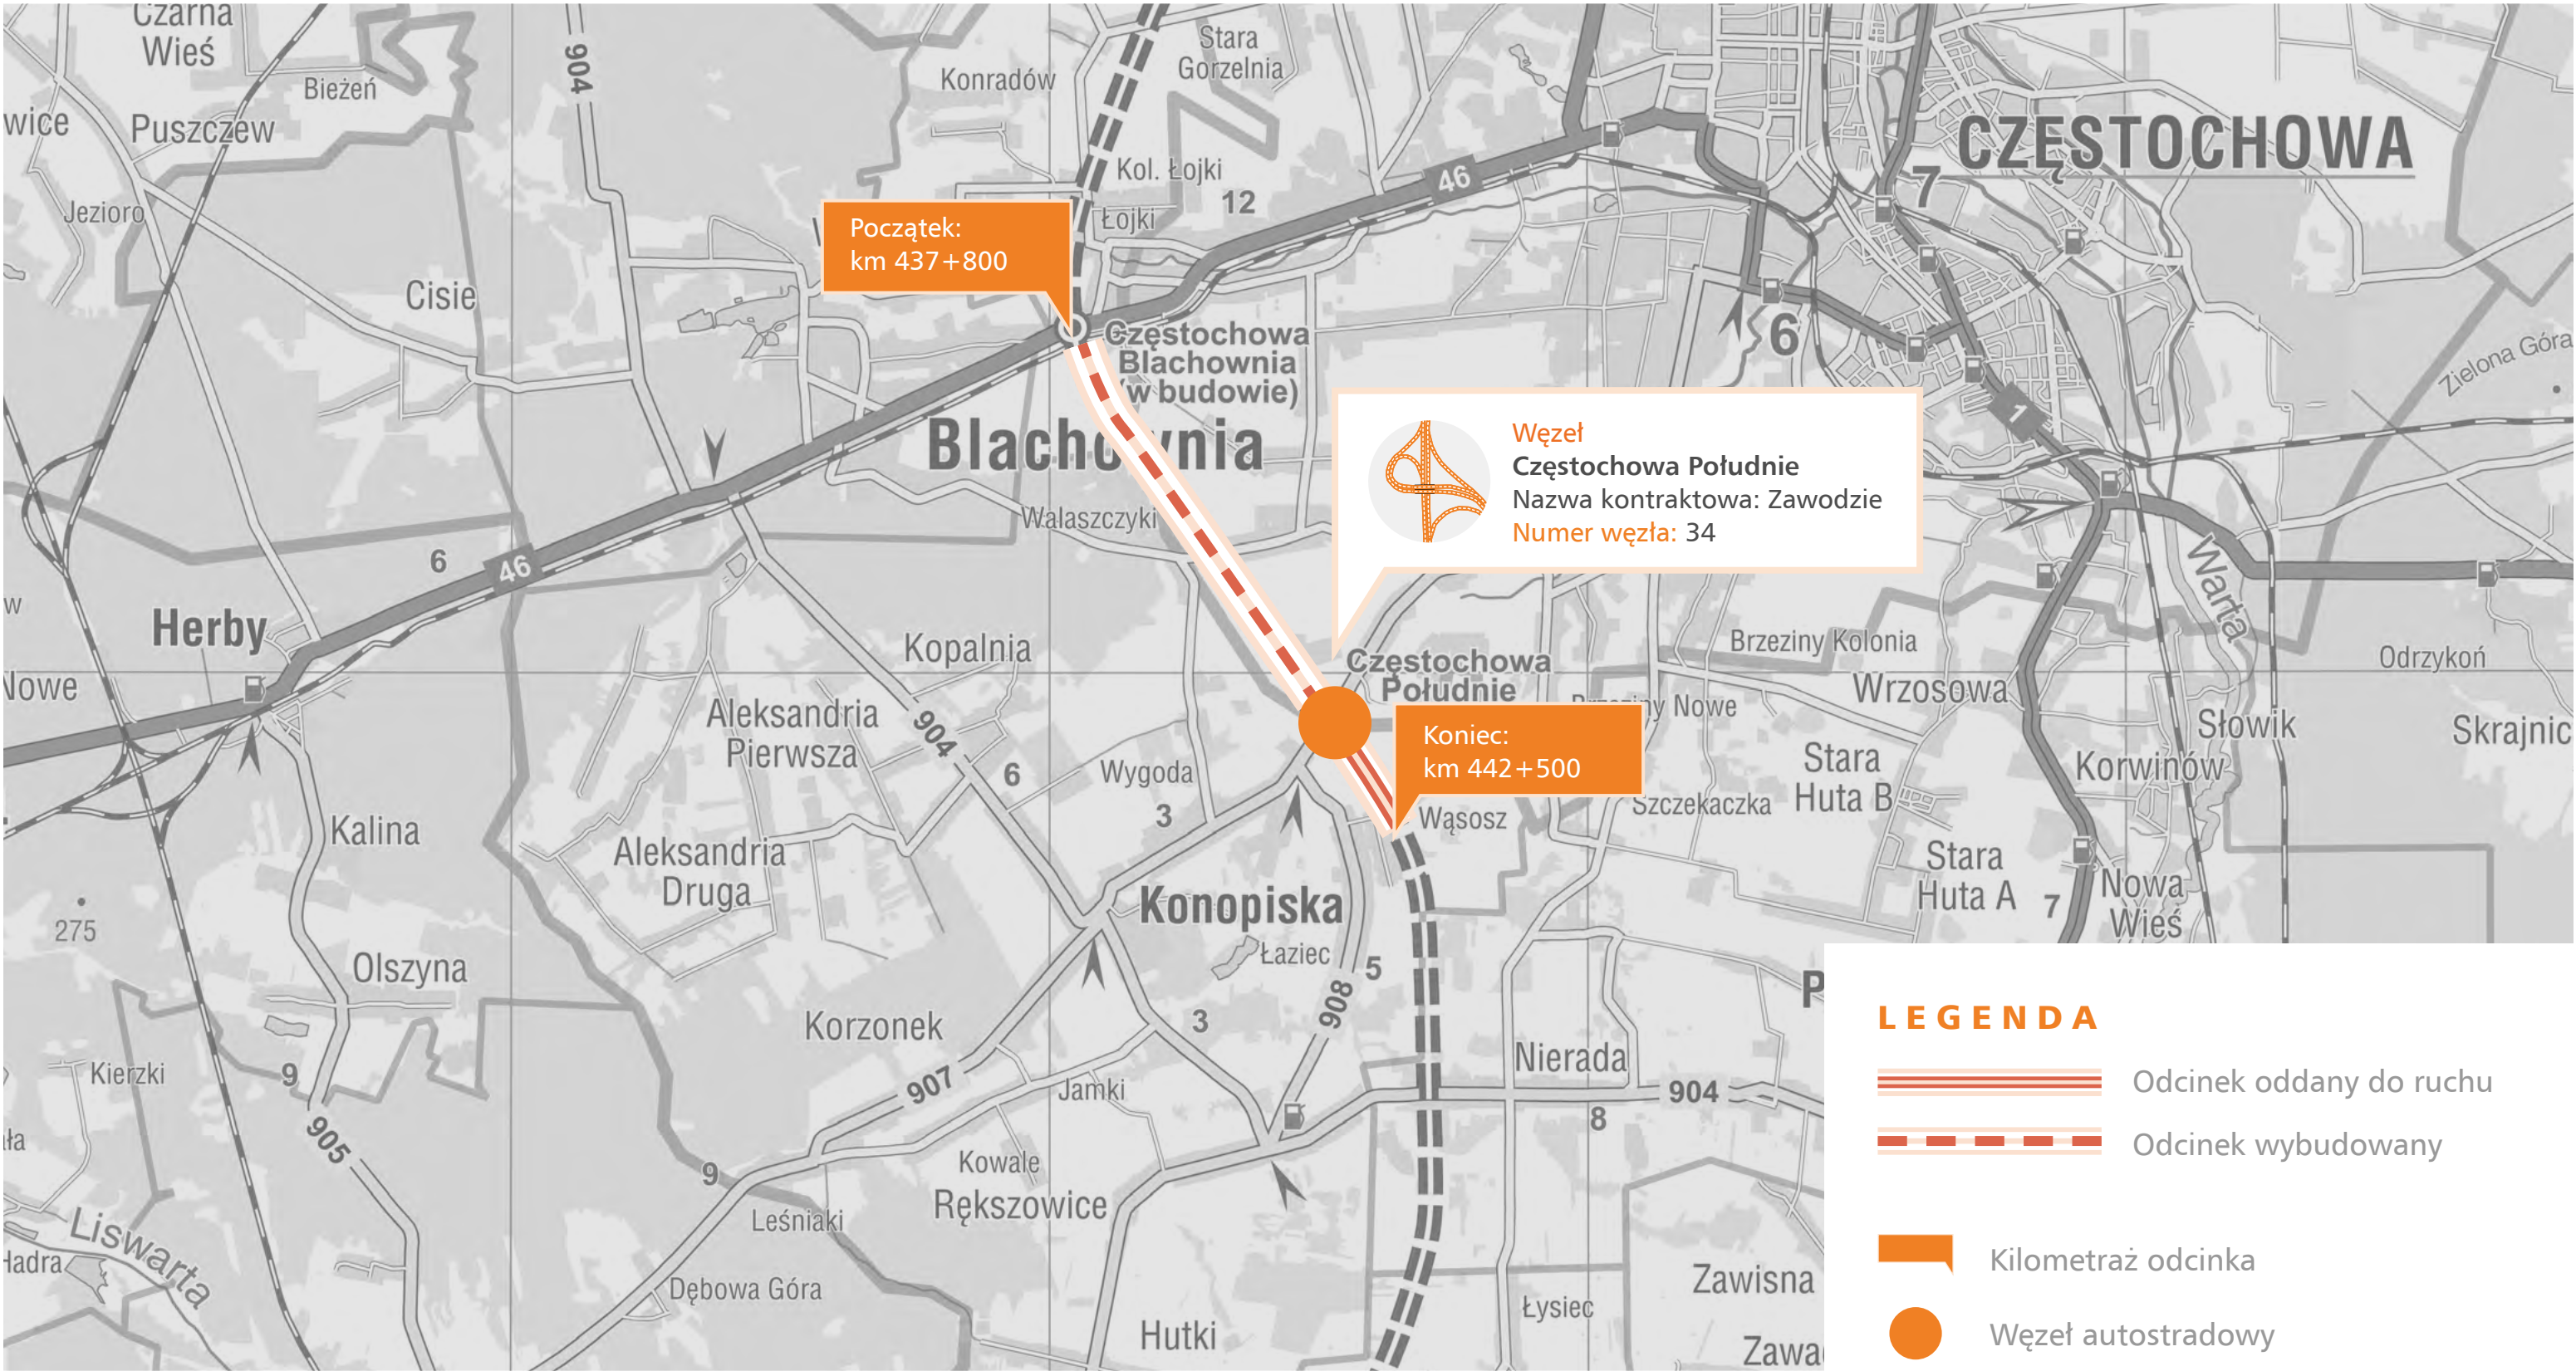 Czarna
Wieś
Bieżeń
904
Konradów
Stara
Gorzelnia
wice
Puszczew
Kol. Łojki
12
46
7
CZĘSTOCHOWA
Jezioro
Łojki
Początek:
km 437+800
Cisie
6
Częstochowa
Blachownia
(w budowie)
Zielona Góra
1
Blachownia
Węzeł
Częstochowa Południe
Nazwa kontraktowa: Zawodzie
Numer węzła: 34
Walaszczyki
6
46
Warta
w
Herby
Kopalnia
Częstochowa
Południe
Brzeziny Kolonia
Odrzykoń
Nowe
Wrzosowa
Brzeziny Nowe
Aleksandria
Pierwsza
904
Słowik
Skrajnic
Koniec:
km 442+500
Wygoda
6
3
Stara
Huta B
Korwinów
Szczekaczka
Wąsosz
Kalina
Aleksandria
Druga
Stara
Huta A
7
Nowa
Wieś
Konopiska
275
Łaziec
5
Olszyna
908
P
Korzonek
3
Nierada
Kierzki
9
907
Jamki
904
8
905
ła
9
Kowale
Rększowice
Leśniaki
Liswarta
Hadra
Dębowa Góra
Zawisna
Łysiec
Hutki
Zawa
LEGENDA
Odcinek oddany do ruchu
Odcinek wybudowany
Kilometraż odcinka
Węzeł autostradowy